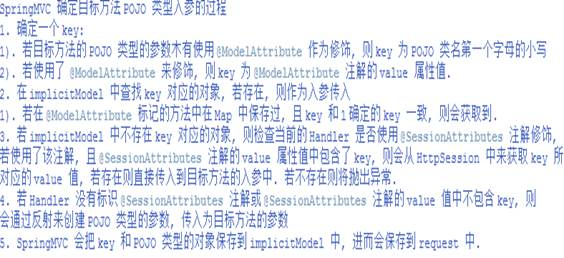 SpringMVC 确定目标方法 POJO 类型入参的过程
1. 确定一个 key:
1). 若目标方法的 POJO 类型的参数木有使用 @ModelAttribute 作为修饰, 则 key 为 POJO 类名第一个字母的小写
2). 若使用了 @ModelAttribute 来修饰, 则 key 为 @ModelAttribute 注解的 value 属性值.
2. 在 implicitModel 中查找 key 对应的对象, 若存在, 则作为入参传入
1). 若在 @ModelAttribute 标记的方法中在 Map 中保存过, 且 key 和 1 确定的 key 一致, 则会获取到.
3. 若 implicitModel 中不存在 key 对应的对象, 则检查当前的 Handler 是否使用 @SessionAttributes 注解修饰,
若使用了该注解, 且 @SessionAttributes 注解的 value 属性值中包含了 key, 则会从 HttpSession 中来获取 key 所
对应的 value 值, 若存在则直接传入到目标方法的入参中. 若不存在则将抛出异常.
4. 若 Handler 没有标识 @SessionAttributes 注解或 @SessionAttributes 注解的 value 值中不包含 key, 则
会通过反射来创建 POJO 类型的参数, 传入为目标方法的参数
5. SpringMVC 会把 key 和 POJO 类型的对象保存到 implicitModel 中, 进而会保存到 request 中.